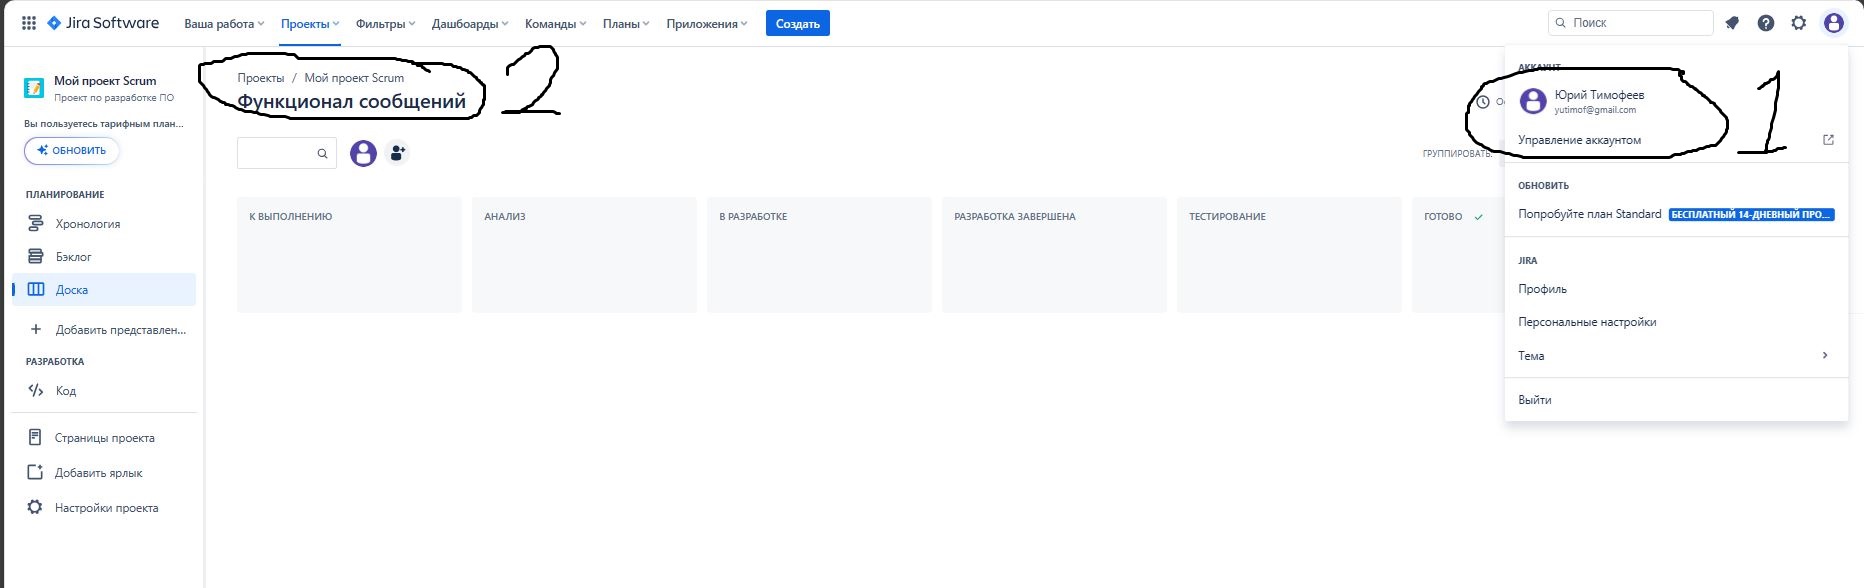 Jira Software Ваша работа Проекты Фильтры Дашборды Команды Планы Приложения Создать Поиск
Мой проект Scrum
Проект по разработке ПО
Вы пользуетесь тарифным план...
ОБНОВИТЬ
ПЛАНИРОВАНИЕ
Хронология
Бэклог
Доска
Добавить представлен...
РАЗРАБОТКА
Код
Страницы проекта
Добавить ярлык
Настройки проекта
Проекты / Мой проект Scrum
Функционал сообщений
2
ГРУППИРОВАТЬ:
К ВЫПОЛНЕНИЮ АНАЛИЗ В РАЗРАБОТКЕ РАЗРАБОТКА ЗАВЕРШЕНА ТЕСТИРОВАНИЕ ГОТОВО
АККАУНТ
Юрий Тимофеев
yutimof@gmail.com
Управление аккаунтом
1
ОБНОВИТЬ
Попробуйте план Standard БЕСПЛАТНЫЙ 14-ДНЕВНЫЙ ПРО...
JIRA
Профиль
Персональные настройки
Тема
Выйти